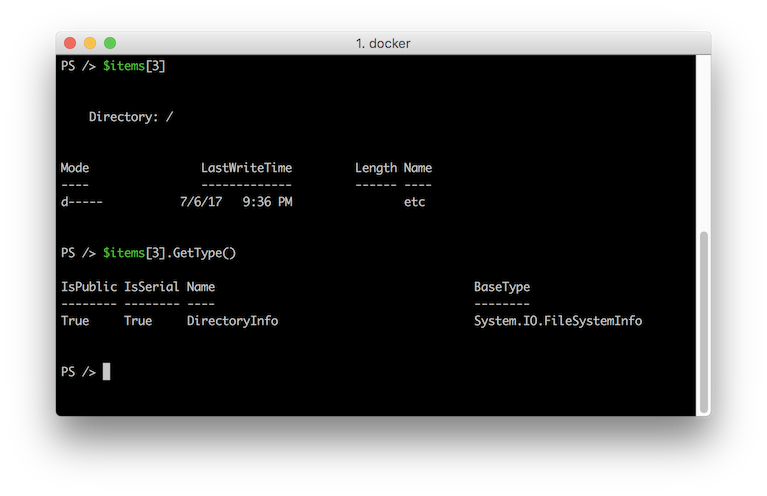 1. docker
PS /> $items[3]
Directory: /
Mode LastWriteTime Length Name
---- ------------- ------ ----
d----- 7/6/17 9:36 PM etc
PS /> $items[3].GetType()
IsPublic IsSerial Name BaseType
-------- -------- ---- --------
True True DirectoryInfo System.IO.FileSystemInfo
PS />